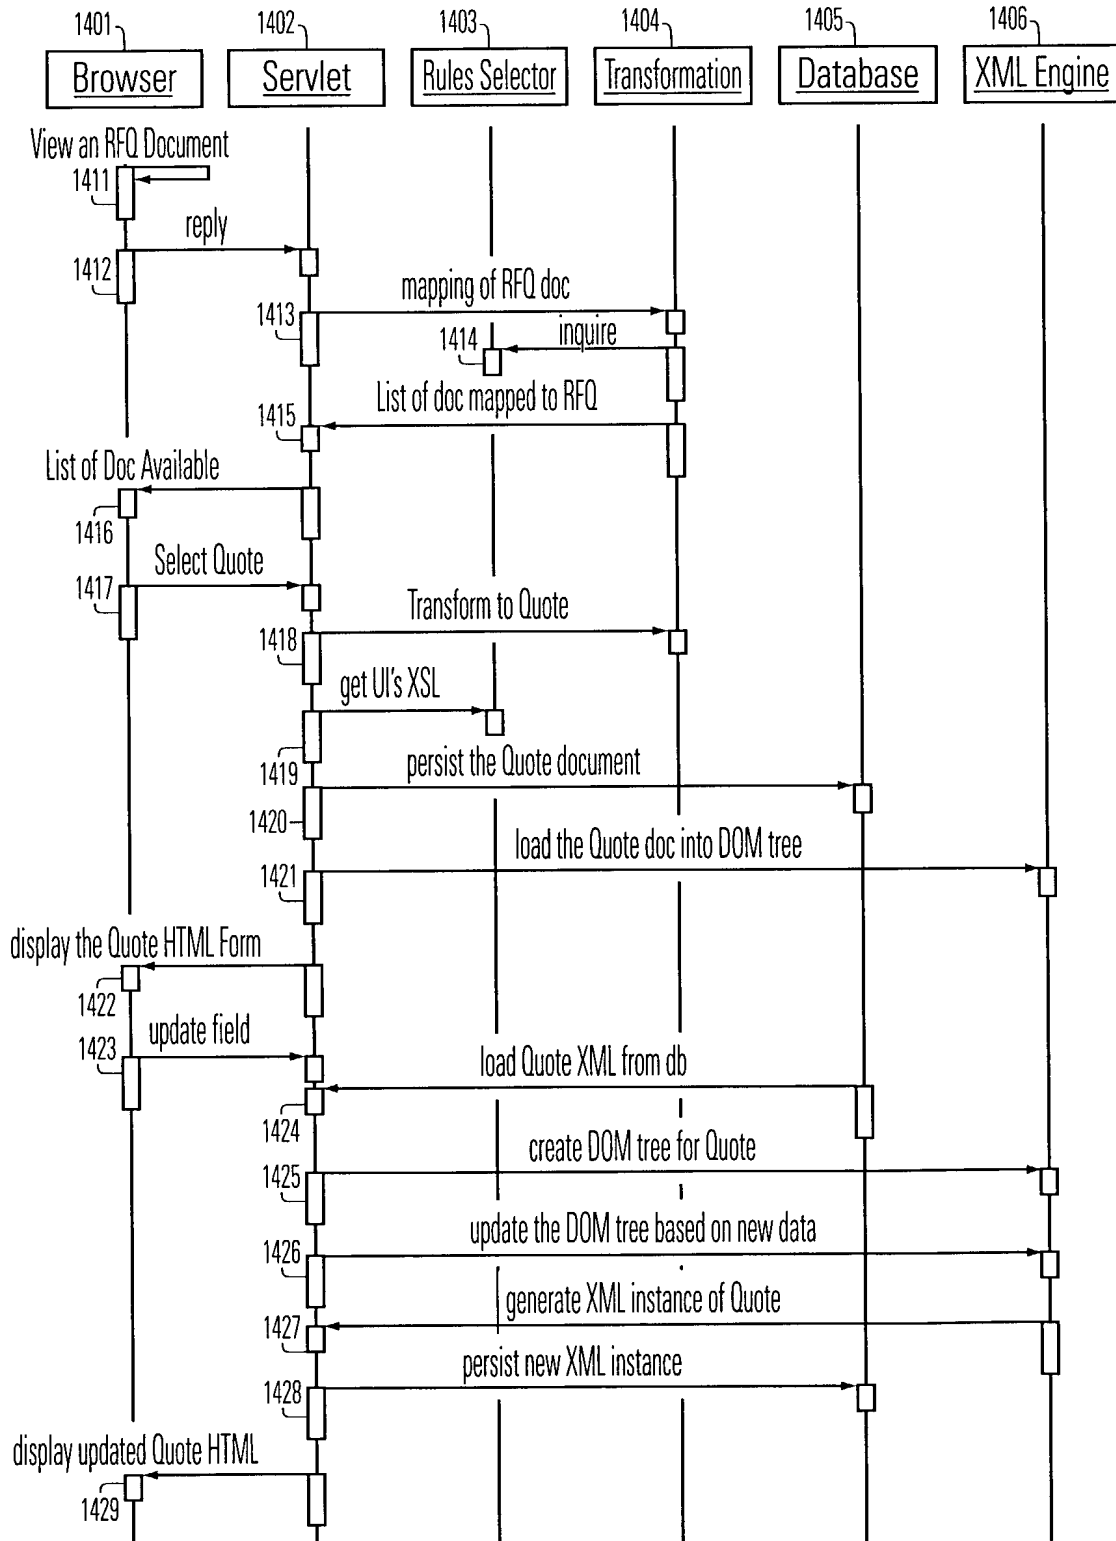 1401
1402
1403
1404
1405
1406
Browser
Servlet
Rules Selector
Transformation
Database
XML Engine
View an RFQ Document
1411
reply
1412
mapping of RFQ doc
1413
inquire
1414
List of doc mapped to RFQ
1415
List of Doc Available
1416
Select Quote
1417
Transform to Quote
1418
get UI's XSL
1419
persist the Quote document
1420
load the Quote doc into DOM tree
1421
display the Quote HTML Form
1422
update field
1423
load Quote XML from db
1424
create DOM tree for Quote
1425
update the DOM tree based on new data
1426
generate XML instance of Quote
1427
persist new XML instance
1428
display updated Quote HTML
1429